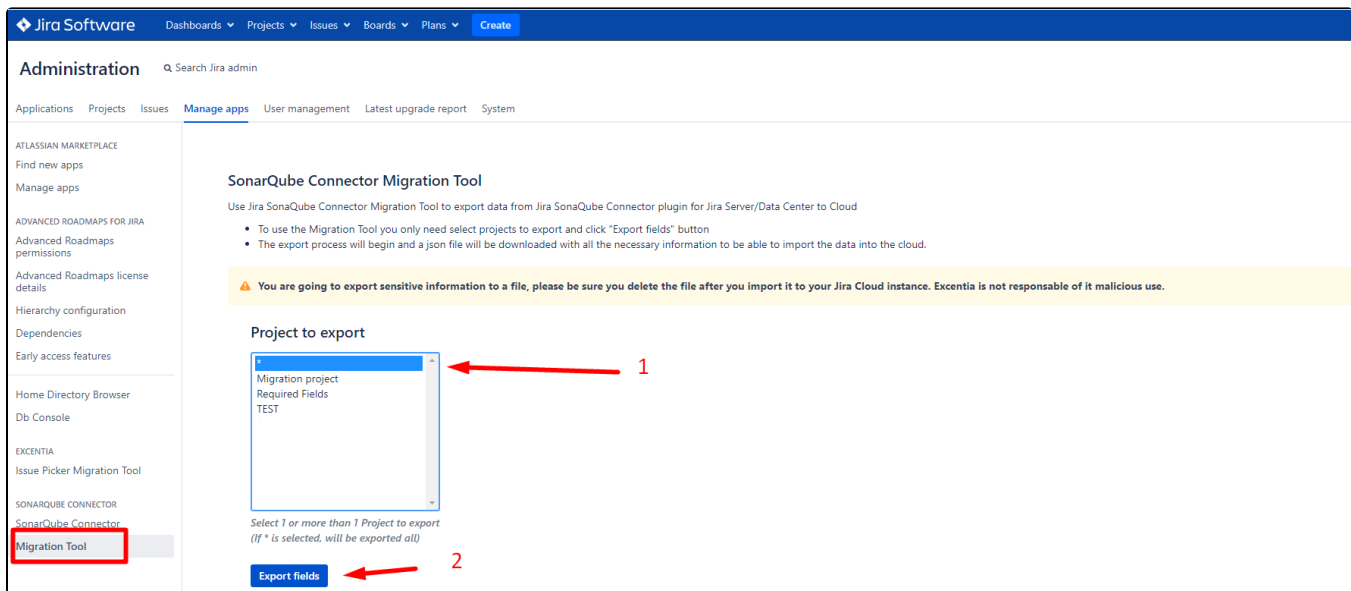 Jira Software Dashboards Projects Issues Boards Plans Create
Administration Search Jira admin
Applications Projects Issues Manage apps User management Latest upgrade report System
ATLASSIAN MARKETPLACE
Find new apps
Manage apps
ADVANCED ROADMAPS FOR JIRA
Advanced Roadmaps
permissions
Advanced Roadmaps license
details
Hierarchy configuration
Dependencies
Early access features
Home Directory Browser
Db Console
EXCENTIA
Issue Picker Migration Tool
SONARQUBE CONNECTOR
SonarQube Connector
Migration Tool
SonarQube Connector Migration Tool
Use Jira SonaQube Connector Migration Tool to export data from Jira SonaQube Connector plugin for Jira Server/Data Center to Cloud
• To use the Migration Tool you only need select projects to export and click "Export fields" button
• The export process will begin and a json file will be downloaded with all the necessary information to be able to import the data into the cloud.
You are going to export sensitive information to a file, please be sure you delete the file after you import it to your Jira Cloud instance. Excentia is not responsable of it malicious use.
Project to export
*
1
Migration project
Required Fields
TEST
Select 1 or more than 1 Project to export
(If * is selected, will be exported all)
2
Export fields